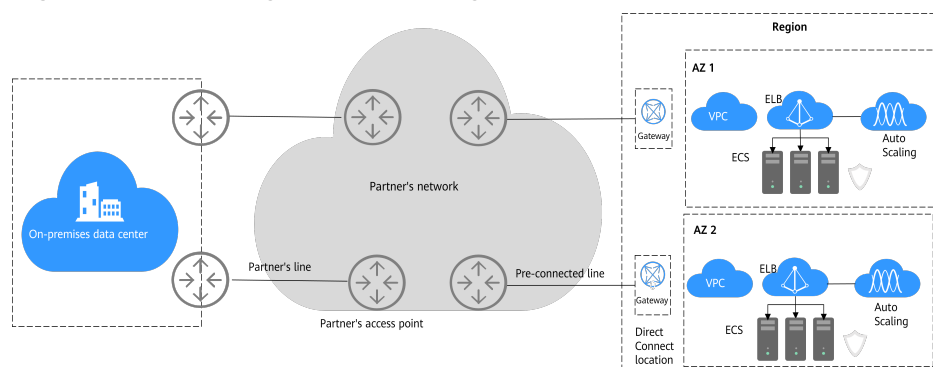 Region
AZ 1
ELB
VPC
Gateway
Auto
Scaling
ECS
Partner's network
On-premises data center
AZ 2
Partner's line
Pre-connected line
ELB
VPC
Gateway
Auto
Scaling
Partner's access point
ECS
Direct
Connect
location